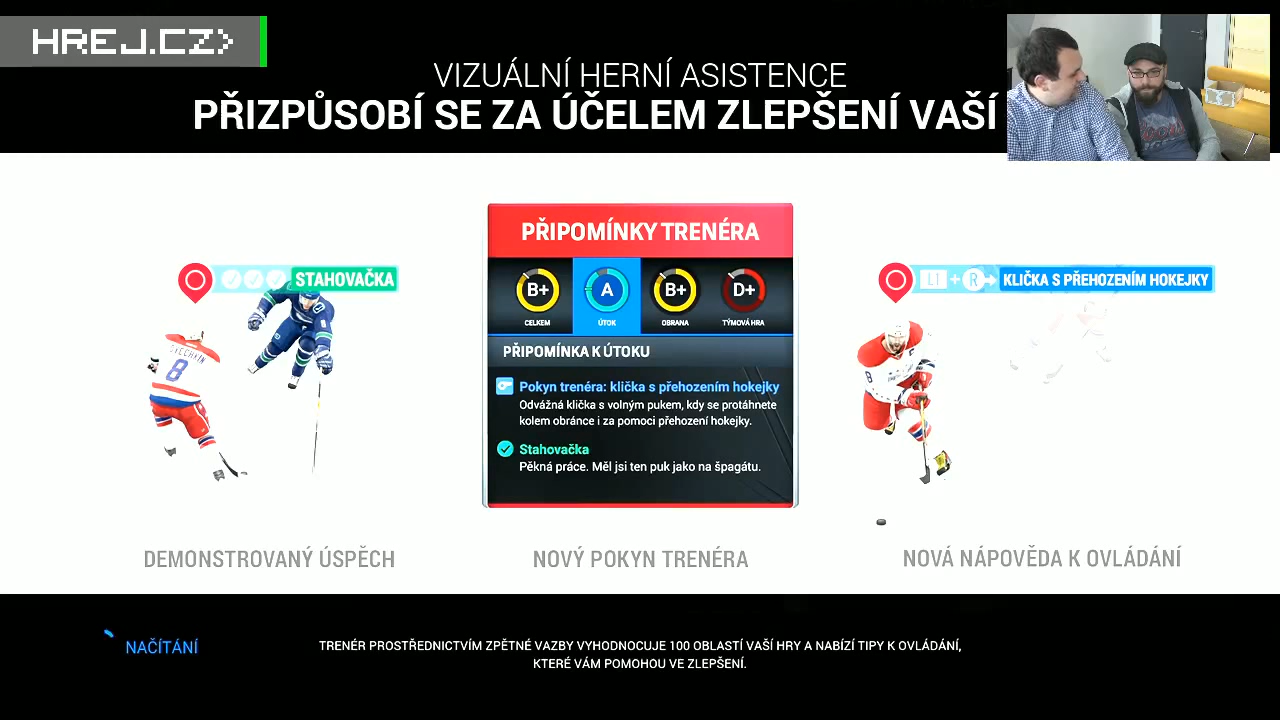 HREJ.CZ>
VIZUÁLNÍ HERNÍ ASISTENCE
PŘIZPŮSOBÍ SE ZA ÚČELEM ZLEPŠENÍ VAŠÍ
PŘIPOMÍNKY TRENÉRA
B+ A B+ D+
CELKEM ÚTOK OBRANA TÝMOVÁ HRA
PŘIPOMÍNKA K ÚTOKU
Pokyn trenéra: klička s přehozením hokejky
Odvážná klička s volným pukem, kdy se protáhnete
kolem obránce i za pomoci přehození hokejky.
Stahovačka
Pěkná práce. Měl jsi ten puk jako na špagátu.
STAHOVAČKA
8
L1 + R
KLIČKA S PŘEHOZENÍM HOKEJKY
8
DEMONSTROVANÝ ÚSPĚCH
NOVÝ POKYN TRENÉRA
NOVÁ NÁPOVĚDA K OVLÁDÁNÍ
NAČÍTÁNÍ
TRENÉR PROSTŘEDNICTVÍM ZPĚTNÉ VAZBY VYHODNOCUJE 100 OBLASTÍ VAŠÍ HRY A NABÍZÍ TIPY K OVLÁDÁNÍ,
KTERÉ VÁM POMOHOU VE ZLEPŠENÍ.